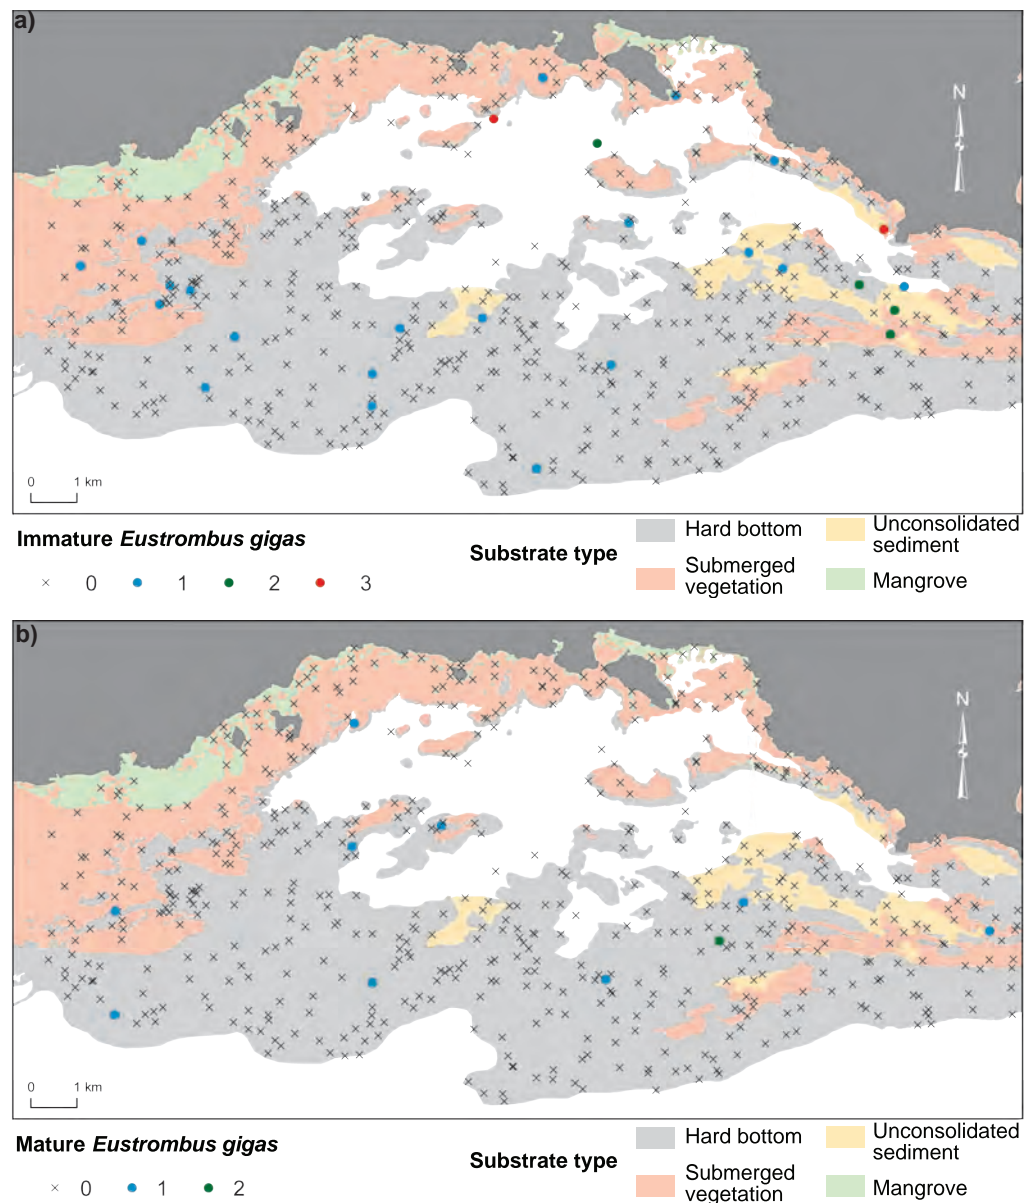 a)
N
0 1 km
Immature Eustrombus gigas
0 1 2 3
Substrate type
Hard bottom
Submerged
vegetation
Unconsolidated
sediment
Mangrove
b)
N
0 1 km
Mature Eustrombus gigas
0 1 2
Substrate type
Hard bottom
Submerged
vegetation
Unconsolidated
sediment
Mangrove